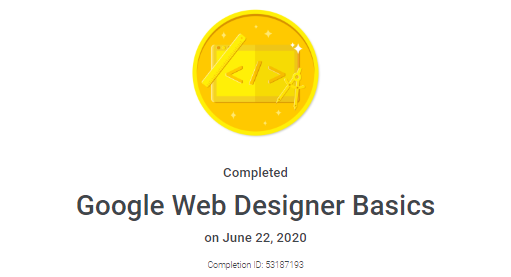 Completed
Google Web Designer Basics
on June 22, 2020
Completion ID: 53187193